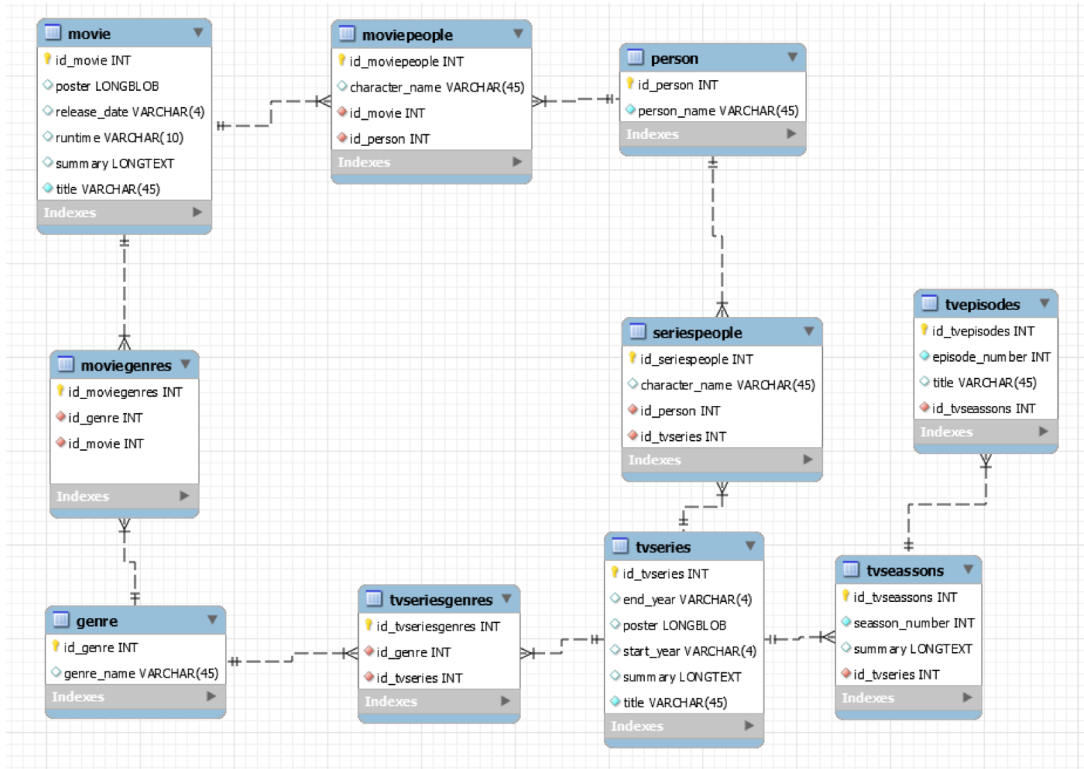 movie
id_movie INT
poster LONGBLOB
release_date VARCHAR(4)
runtime VARCHAR(10)
summary LONGTEXT
title VARCHAR(45)
Indexes
moviepeople
id_moviepeople INT
character_name VARCHAR(45)
id_movie INT
id_person INT
Indexes
person
id_person INT
person_name VARCHAR(45)
Indexes
moviegenres
id_moviegenres INT
id_genre INT
id_movie INT
Indexes
seriespeople
id_seriespeople INT
character_name VARCHAR(45)
id_person INT
id_tvseries INT
Indexes
tvepisodes
id_tvepisodes INT
episode_number INT
title VARCHAR(45)
id_tvseassons INT
Indexes
genre
id_genre INT
genre_name VARCHAR(45)
Indexes
tvseriesgenres
id_tvseriesgenres INT
id_genre INT
id_tvseries INT
Indexes
tvseries
id_tvseries INT
end_year VARCHAR(4)
poster LONGBLOB
start_year VARCHAR(4)
summary LONGTEXT
title VARCHAR(45)
Indexes
tvseassons
id_tvseassons INT
seasson_number INT
summary LONGTEXT
id_tvseries INT
Indexes